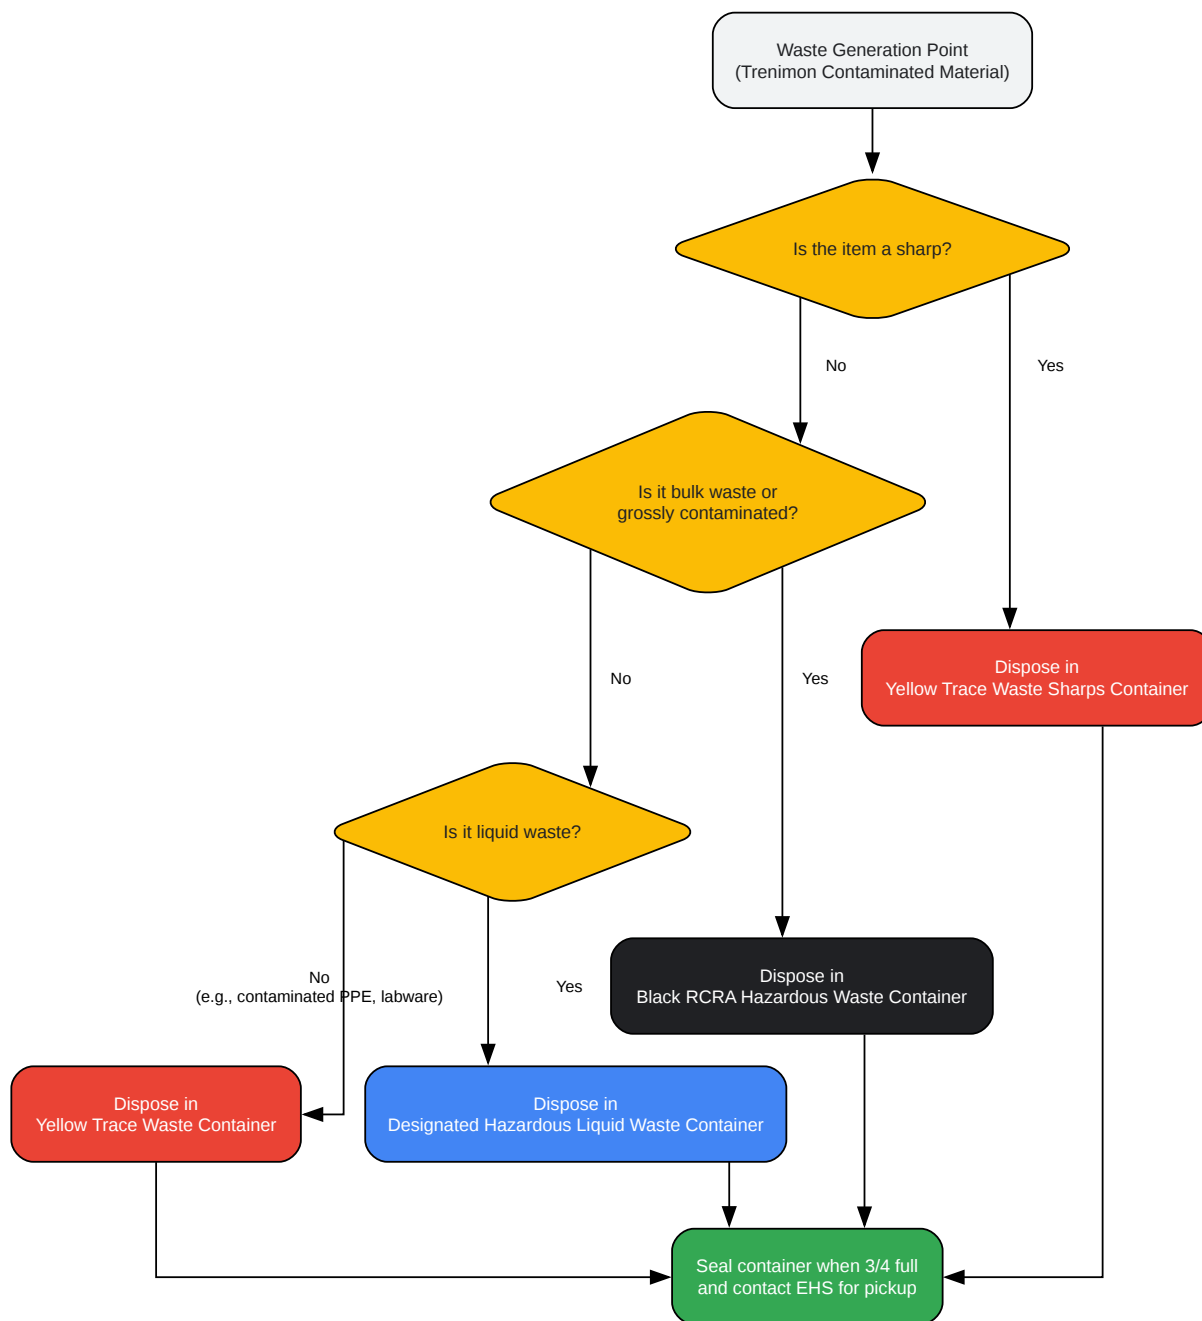 Waste Generation Point
(Trenimon Contaminated Material)
Is the item a sharp?
No
Yes
Is it bulk waste or
grossly contaminated?
No
Yes
Dispose in
Yellow Trace Waste Sharps Container
Is it liquid waste?
No
(e.g., contaminated PPE, labware)
Yes
Dispose in
Black RCRA Hazardous Waste Container
Dispose in
Yellow Trace Waste Container
Dispose in
Designated Hazardous Liquid Waste Container
Seal container when 3/4 full
and contact EHS for pickup